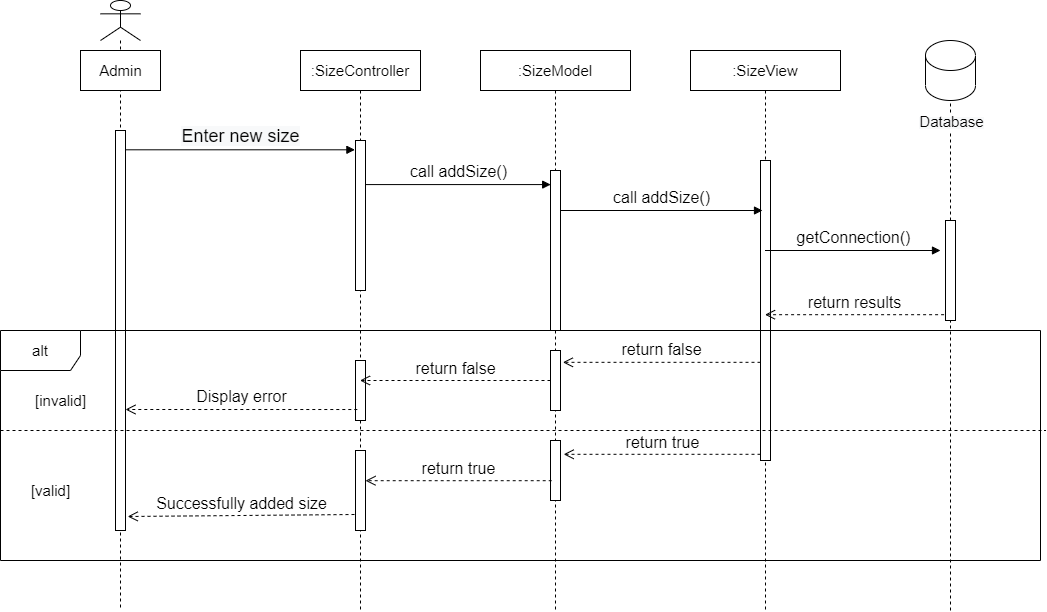 Admin
:SizeController
:SizeModel
:SizeView
Database
Enter new size
call addSize()
call addSize()
getConnection()
return results
alt
return false
return false
Display error
[invalid]
return true
return true
[valid]
Successfully added size